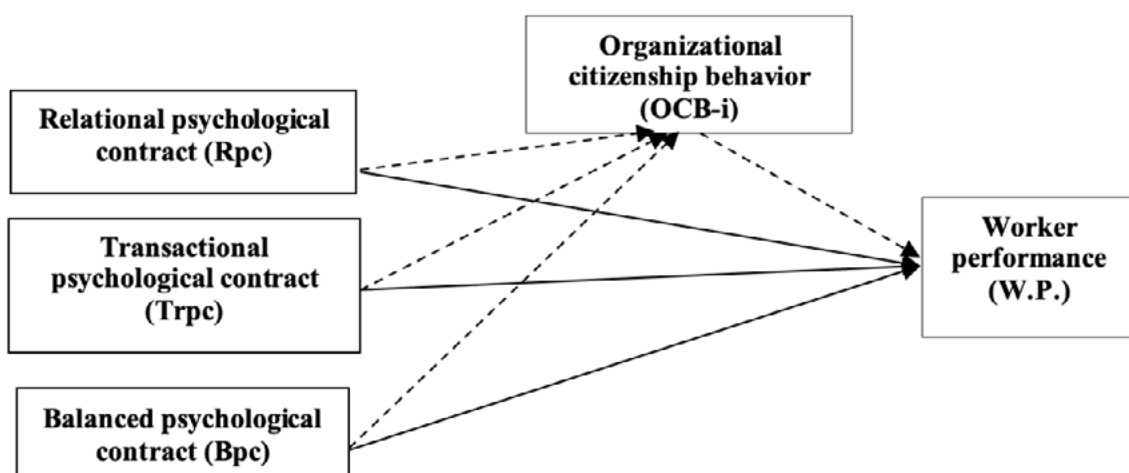 Organizational
citizenship behavior
(OCB-i)
Relational psychological
contract (Rpc)
Transactional
psychological contract
(Trpc)
Balanced psychological
contract (Bpc)
Worker
performance
(W.P.)